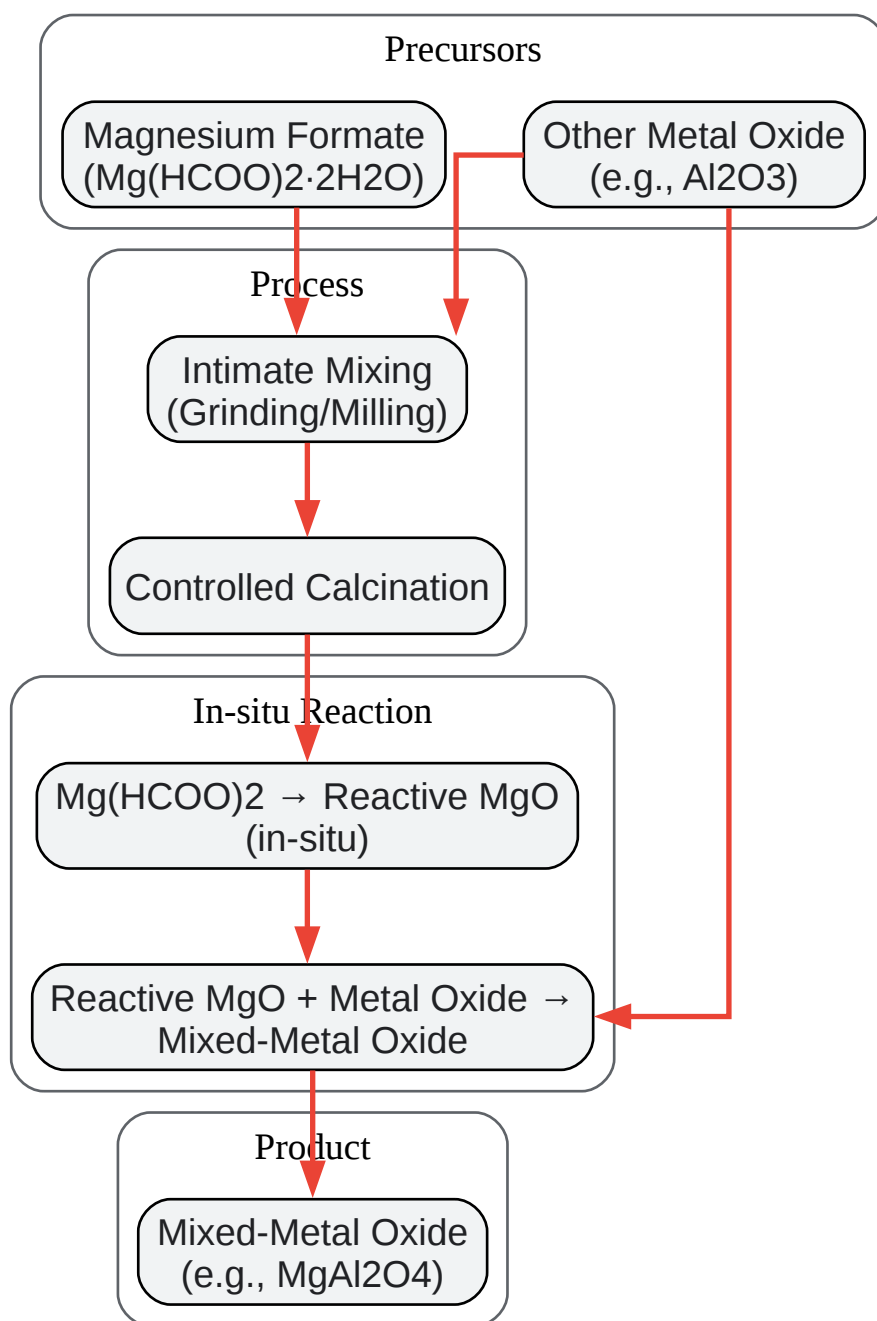 Precursors
Magnesium Formate
(Mg(HCOO)2·2H2O)
Other Metal Oxide
(e.g., Al2O3)
Process
Intimate Mixing
(Grinding/Milling)
Controlled Calcination
In-situ Reaction
Mg(HCOO)2 → Reactive MgO
(in-situ)
Reactive MgO + Metal Oxide →
Mixed-Metal Oxide
Product
Mixed-Metal Oxide
(e.g., MgAl2O4)